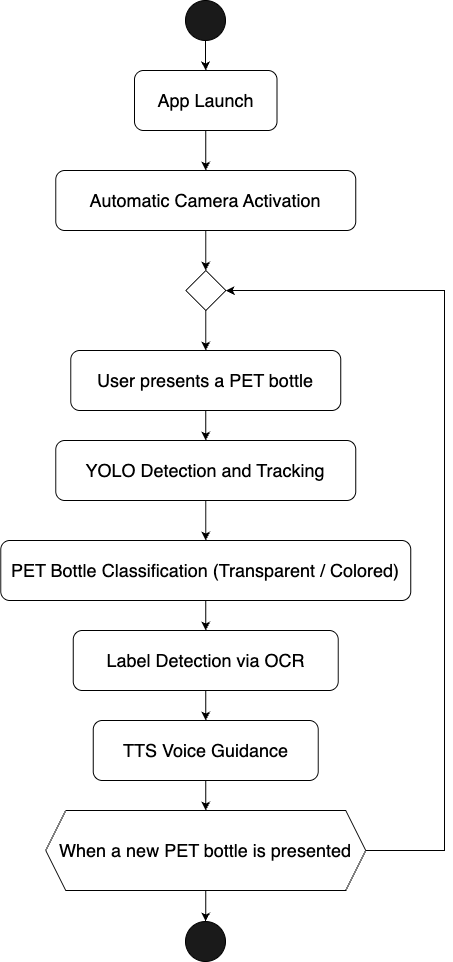 App Launch
Automatic Camera Activation
User presents a PET bottle
YOLO Detection and Tracking
PET Bottle Classification (Transparent / Colored)
Label Detection via OCR
TTS Voice Guidance
When a new PET bottle is presented